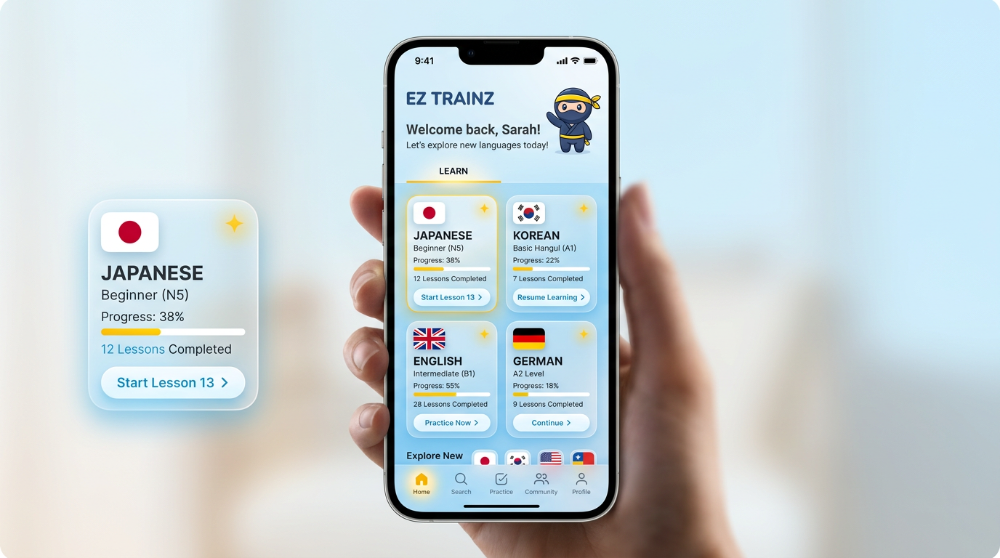 JAPANESE
Beginner (N5)
Progress: 38%
12 Lessons Completed
Start Lesson 13
9:41
EZ TRAINZ
Welcome back, Sarah!
Let's explore new languages today!
LEARN
JAPANESE
Beginner (N5)
Progress: 38%
12 Lessons Completed
Start Lesson 13
KOREAN
Basic Hangul (A1)
Progress: 22%
7 Lessons Completed
Resume Learning
ENGLISH
Intermediate (B1)
Progress: 55%
28 Lessons Completed
Practice Now
GERMAN
A2 Level
Progress: 18%
9 Lessons Completed
Continue
Explore New
Home
Search
Practice
Community
Profile